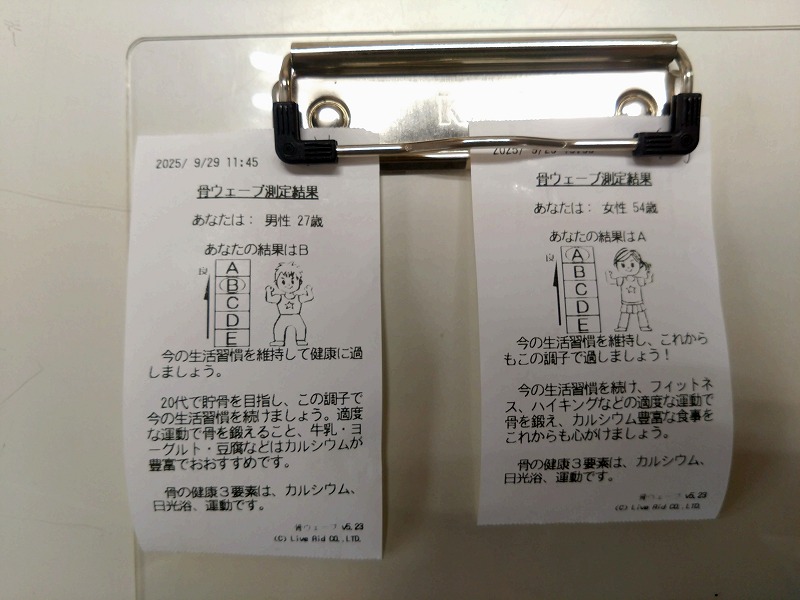 2025/ 9/29 11:45
骨ウェーブ測定結果
あなたは： 男性 27歳
あなたの結果はB
良
A
B
C
D
E
今の生活習慣を維持して健康に過
しましょう。
20代で貯骨を目指し、この調子で
今の生活習慣を続けましょう。適度
な運動で骨を鍛えること、牛乳・ヨ
ーグルト・豆腐などはカルシウムが
豊富でおおすすめです。
骨の健康３要素は、カルシウム、
日光浴、運動です。
骨ウェーブ v5.23
(C) Live Aid CO.,LTD.
骨ウェーブ測定結果
あなたは： 女性 54歳
あなたの結果はA
良
A
B
C
D
E
今の生活習慣を維持し、これから
もこの調子で過しましょう！
今の生活習慣を続け、フィットネ
ス、ハイキングなどの適度な運動で
骨を鍛え、カルシウム豊富な食事を
これからも心がけましょう。
骨の健康３要素は、カルシウム、
日光浴、運動です。
骨ウェーブ v5.23
(C) Live Aid CO.,LTD.